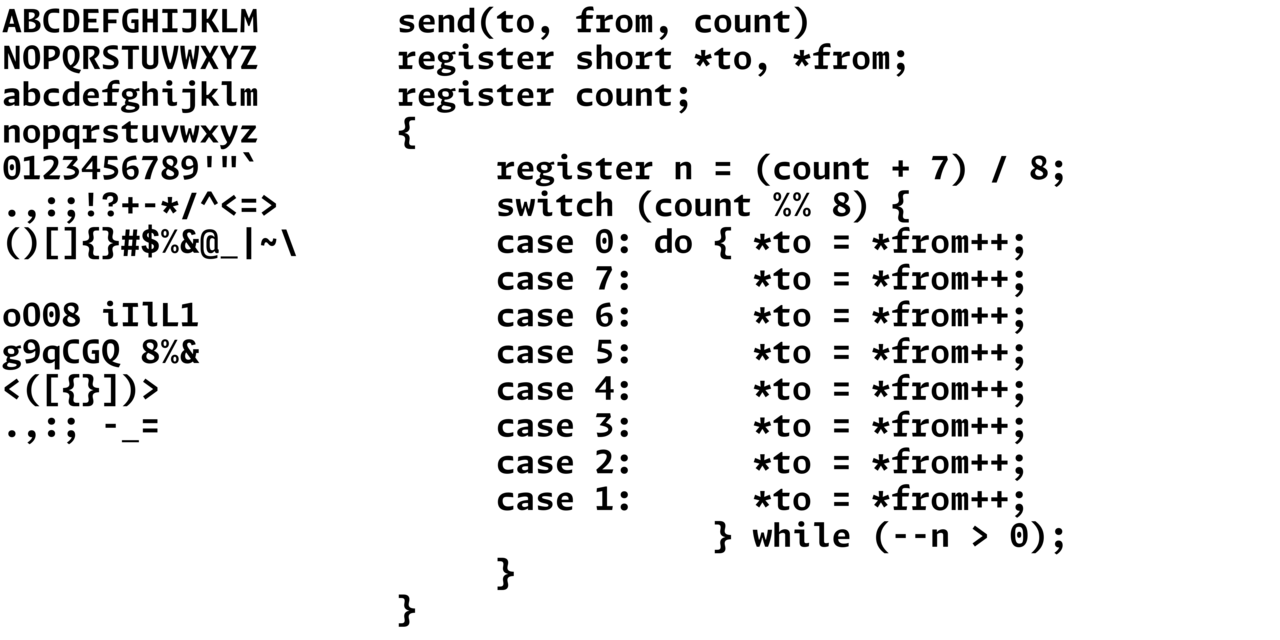 ABCDEFGHIJKLM
NOPQRSTUVWXYZ
abcdefghijklm
nopqrstuvwxyz
0123456789'"`
.,:;!?+-*/^<=>
()[]{}#$%&@_|~\
oO08 iIlL1
g9qCGQ 8%&
<([{}])>
.,:; -_=
send(to, from, count)
register short *to, *from;
register count;
{
     register n = (count + 7) / 8;
     switch (count %% 8) {
     case 0: do { *to = *from++;
     case 7:      *to = *from++;
     case 6:      *to = *from++;
     case 5:      *to = *from++;
     case 4:      *to = *from++;
     case 3:      *to = *from++;
     case 2:      *to = *from++;
     case 1:      *to = *from++;
                } while (--n > 0);
     }
}